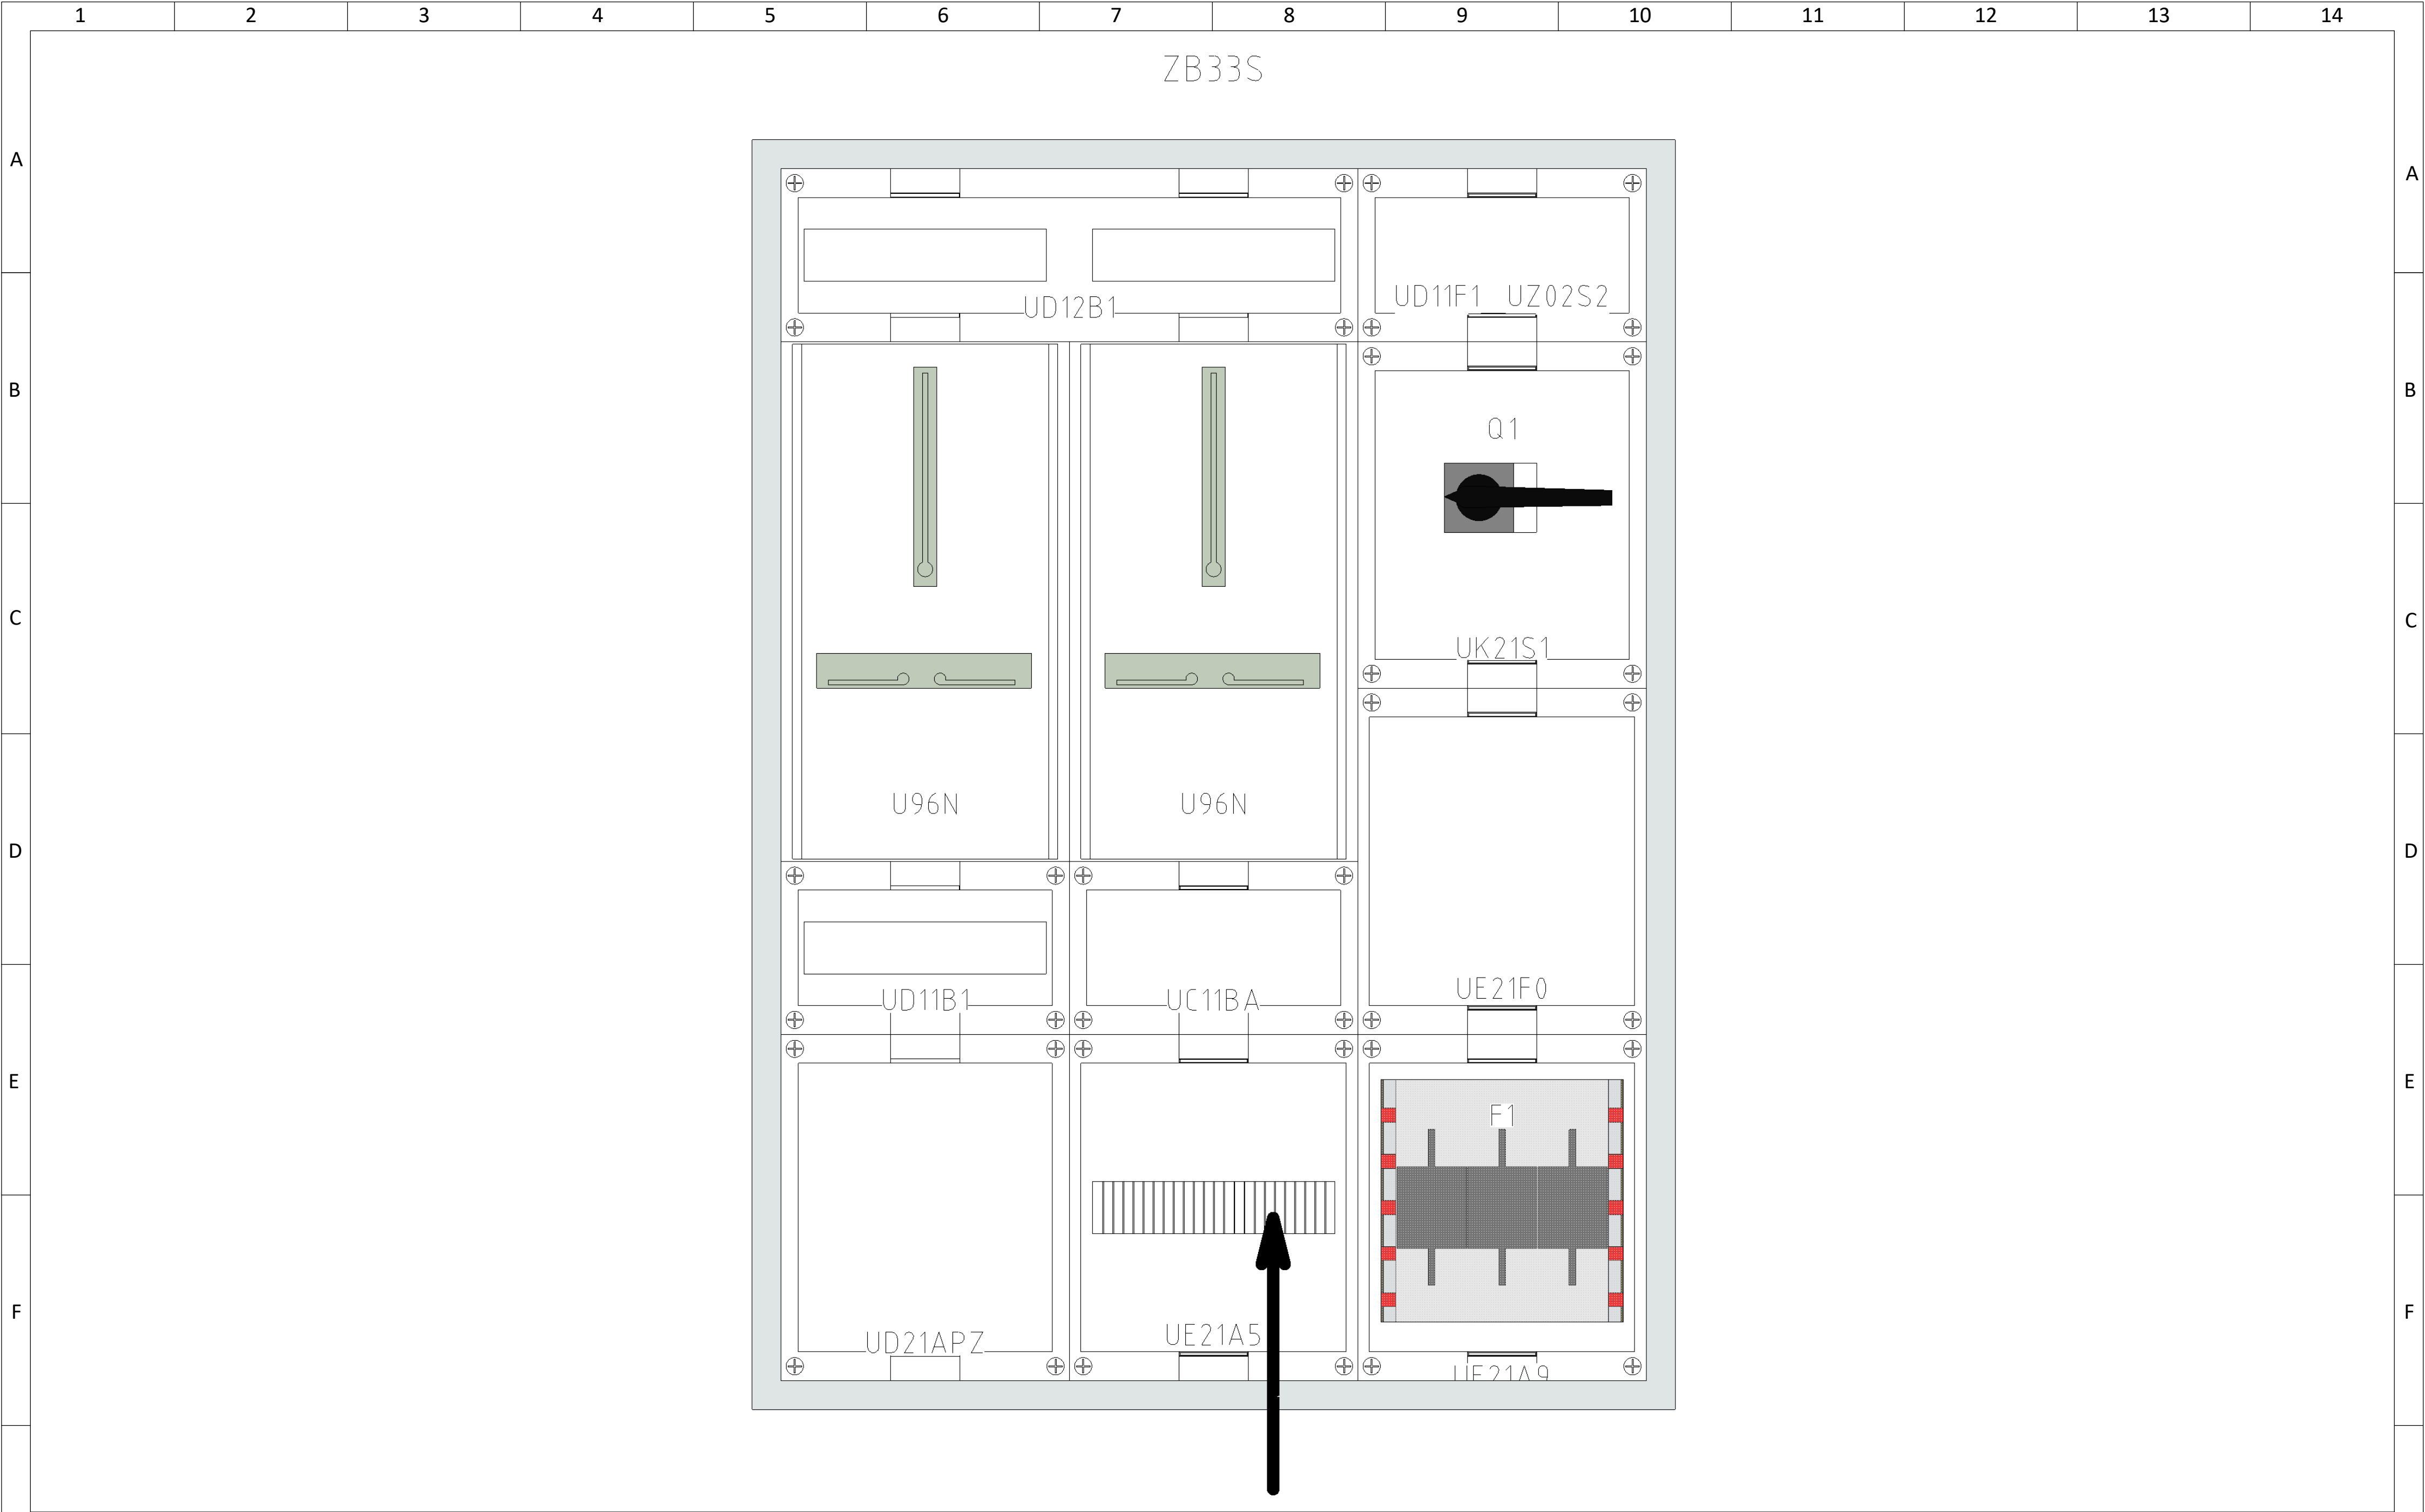 1 2 3 4 5 6 7 8 9 10 11 12 13 14
ZB33S
A A
UD12B1 UD11F1 UZ02S2
B B
Q1
C C
UK21S1
U96N U96N
D D
UD11B1 UC11BA UE21F0
E E
F1
F F
UD21APZ UE21A5
UE21A9